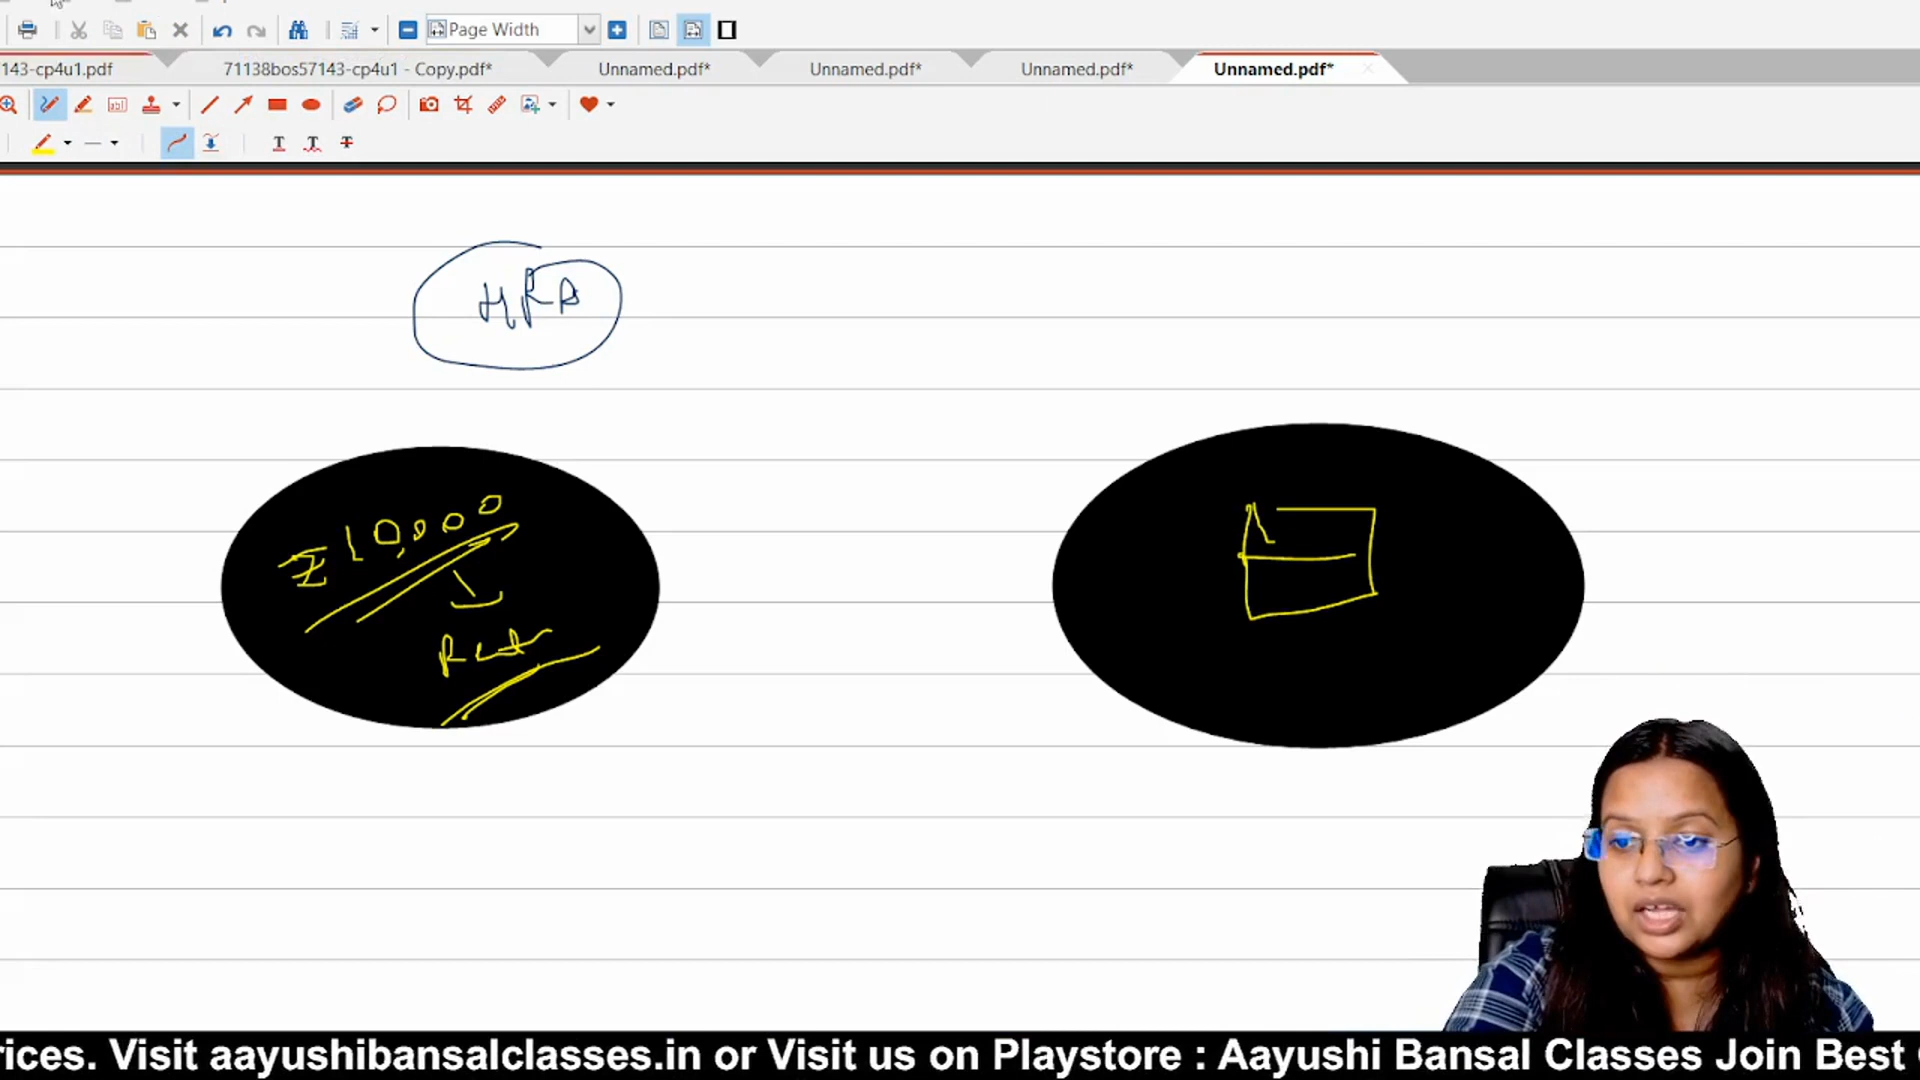 Page Width
143-cp4u1.pdf
71138bos57143-cp4u1 - Copy.pdf*
Unnamed.pdf*
Unnamed.pdf*
Unnamed.pdf*
Unnamed.pdf*
HRA
₹10,000
Rent
rices. Visit aayushibansalclasses.in or Visit us on Playstore : Aayushi Bansal Classes Join Best